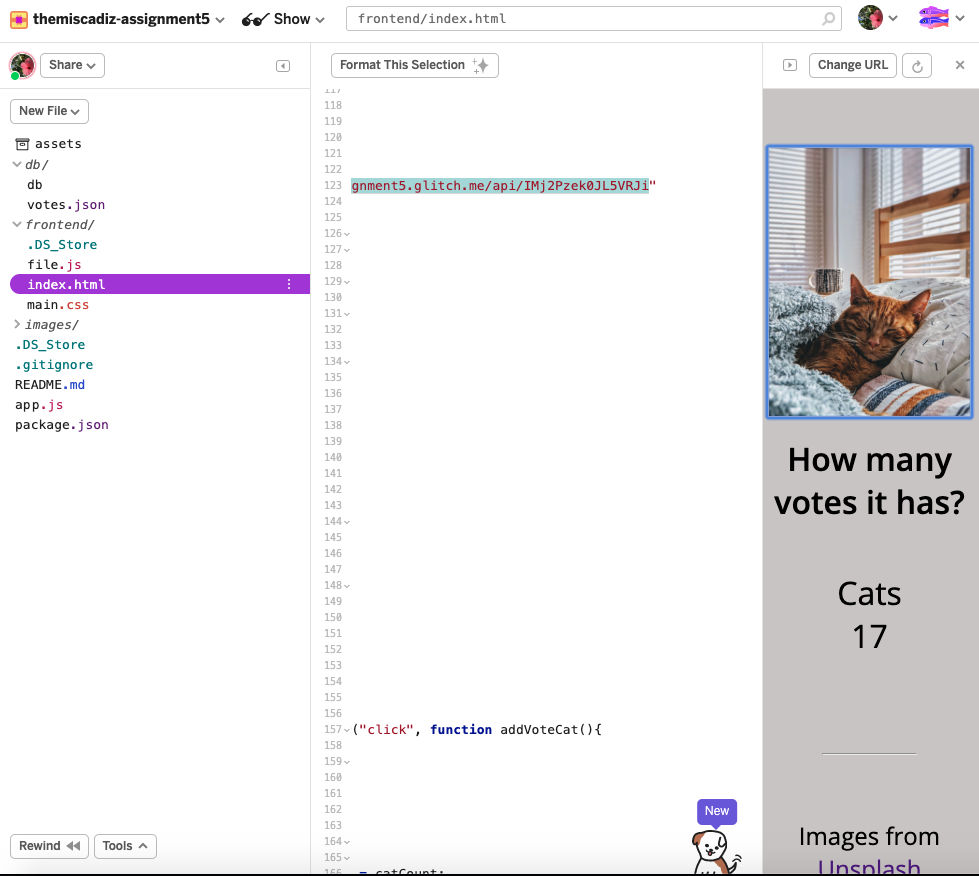 themiscadiz-assignment5
Show
frontend/index.html
Share
Format This Selection
Change URL
New File
assets
db/
db
votes.json
frontend/
.DS_Store
file.js
index.html
main.css
images/
.DS_Store
.gitignore
README.md
app.js
package.json
117
118
119
120
121
122
123 gnment5.glitch.me/api/IMj2Pzek0JL5VRJi"
124
125
126
127
128
129
130
131
132
133
134
135
136
137
138
139
140
141
142
143
144
145
146
147
148
149
150
151
152
153
154
155
156
157 ("click", function addVoteCat(){
158
159
160
161
162
163
164
165
166 = catCount;
How many
votes it has?
Cats
17
Images from
Unsplash
New
Rewind
Tools